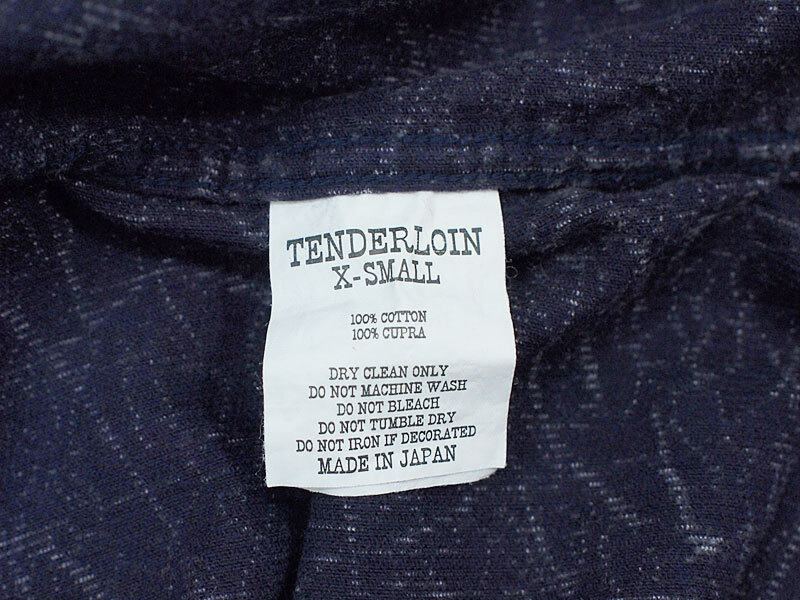 TENDERLOIN
X-SMALL
100% COTTON
100% CUPRA
DRY CLEAN ONLY
DO NOT MACHINE WASH
DO NOT BLEACH
DO NOT TUMBLE DRY
DO NOT IRON IF DECORATED
MADE IN JAPAN